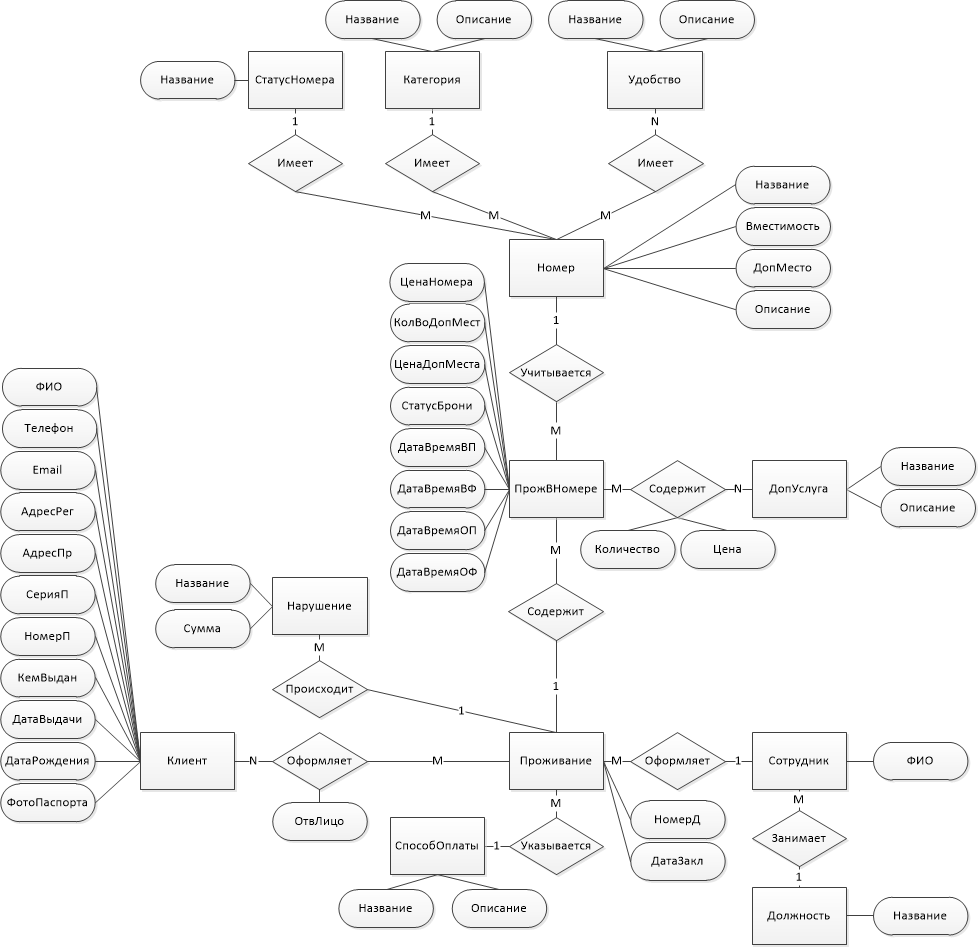 Название
Описание
Название
Описание
Название
СтатусНомера
Категория
Удобство
1
1
N
Имеет
Имеет
Имеет
M
M
M
Название
Вместимость
ДопМесто
Описание
Номер
1
Учитывается
M
ЦенаНомера
КолВоДопМест
ЦенаДопМеста
СтатусБрони
ДатаВремяВП
ДатаВремяВФ
ДатаВремяОП
ДатаВремяОФ
ПрожВНомере
M
Содержит
N
ДопУслуга
Название
Описание
Количество
Цена
M
Содержит
1
ФИО
Телефон
Email
АдресРег
АдресПр
СерияП
НомерП
КемВыдан
ДатаВыдачи
ДатаРождения
ФотоПаспорта
Название
Сумма
Нарушение
M
Происходит
1
Клиент
N
Оформляет
M
Проживание
M
Оформляет
1
Сотрудник
ФИО
ОтвЛицо
НомерД
ДатаЗакл
M
СпособОплаты
1
Указывается
Название
Описание
M
Занимает
1
Должность
Название